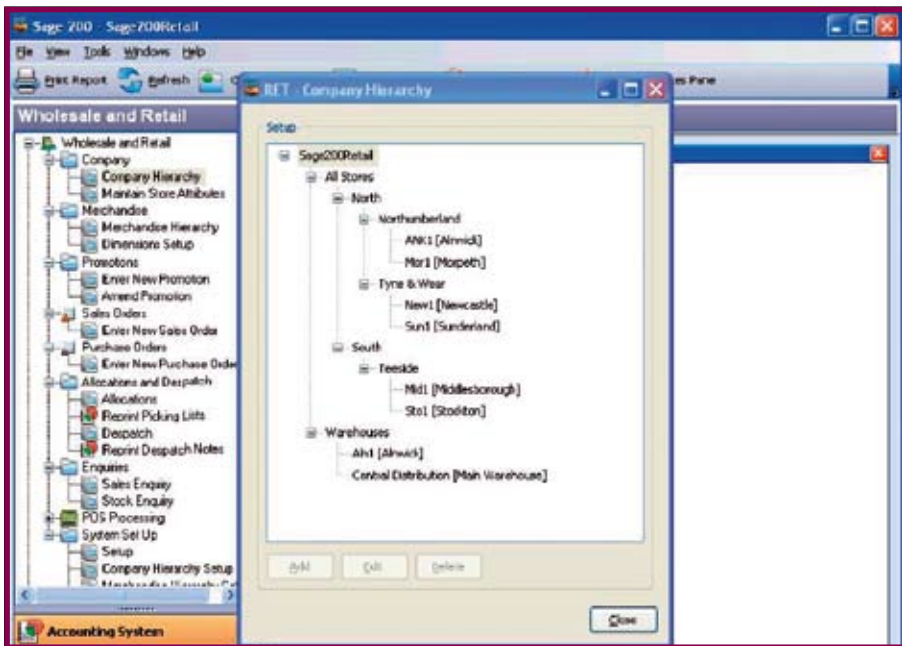 Sage 200 - Sage200Retail
File View Tools Windows Help
Print Report Refresh
es Pane
Wholesale and Retail
Wholesale and Retail
Company
Company Hierarchy
Maintain Store Attributes
Merchandise
Merchandise Hierarchy
Dimensions Setup
Promotions
Enter New Promotion
Amend Promotion
Sales Orders
Enter New Sales Order
Purchase Orders
Enter New Purchase Order
Allocations and Despatch
Allocations
Reprint Picking Lists
Despatch
Reprint Despatch Notes
Enquiries
Sales Enquiry
Stock Enquiry
POS Processing
System Set Up
Setup
Company Hierarchy Setup
Accounting System
RET - Company Hierarchy
Setup
Sage200Retail
All Stores
North
Northumberland
[Alnwick]
Mor1 [Morpeth]
Tyne & Wear
New1 [Newcastle]
Sun1 [Sunderland]
South
Teeside
Mid1 [Middlesborough]
Sto1 [Stockton]
Warehouses
[Alnwick]
Central Distribution [Main Warehouse]
Add Edit Delete
Close